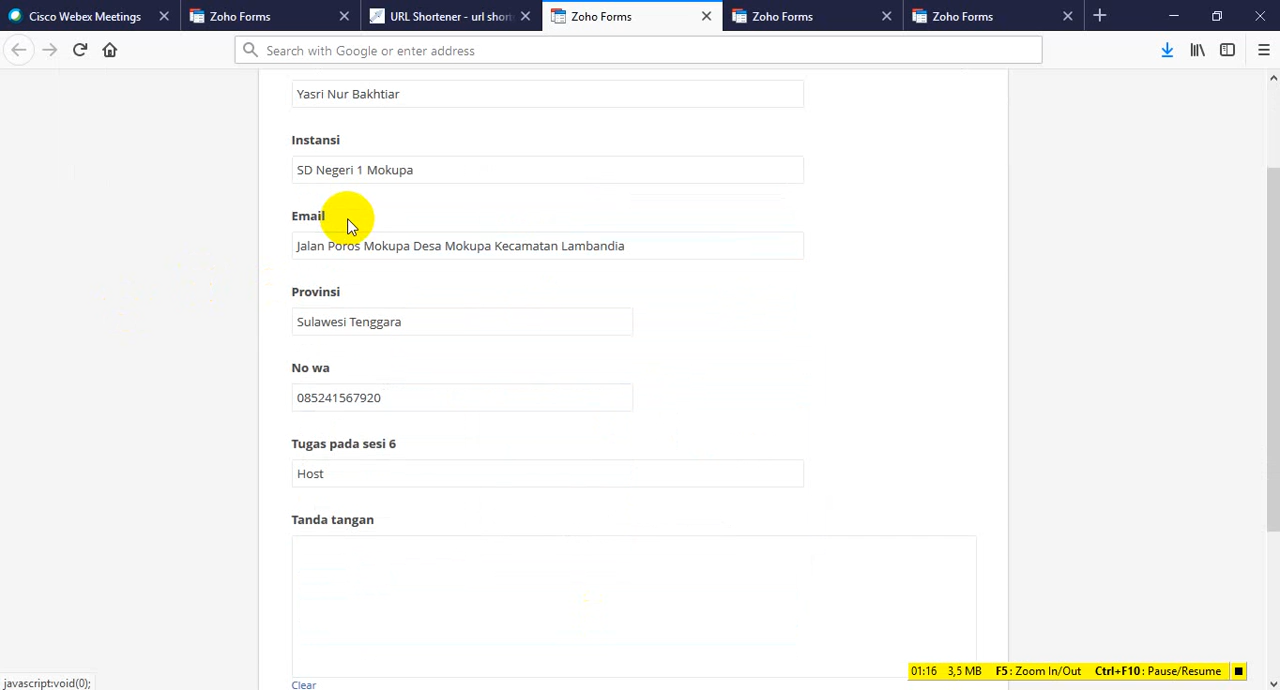 Cisco Webex Meetings
Zoho Forms
URL Shortener - url short
Zoho Forms
Zoho Forms
Zoho Forms
Search with Google or enter address
Yasri Nur Bakhtiar
Instansi
SD Negeri 1 Mokupa
Email
Jalan Poros Mokupa Desa Mokupa Kecamatan Lambandia
Provinsi
Sulawesi Tenggara
No wa
085241567920
Tugas pada sesi 6
Host
Tanda tangan
Clear
javascript:void(0);
01:16 3,5 MB F5: Zoom In/Out Ctrl+F10: Pause/Resume